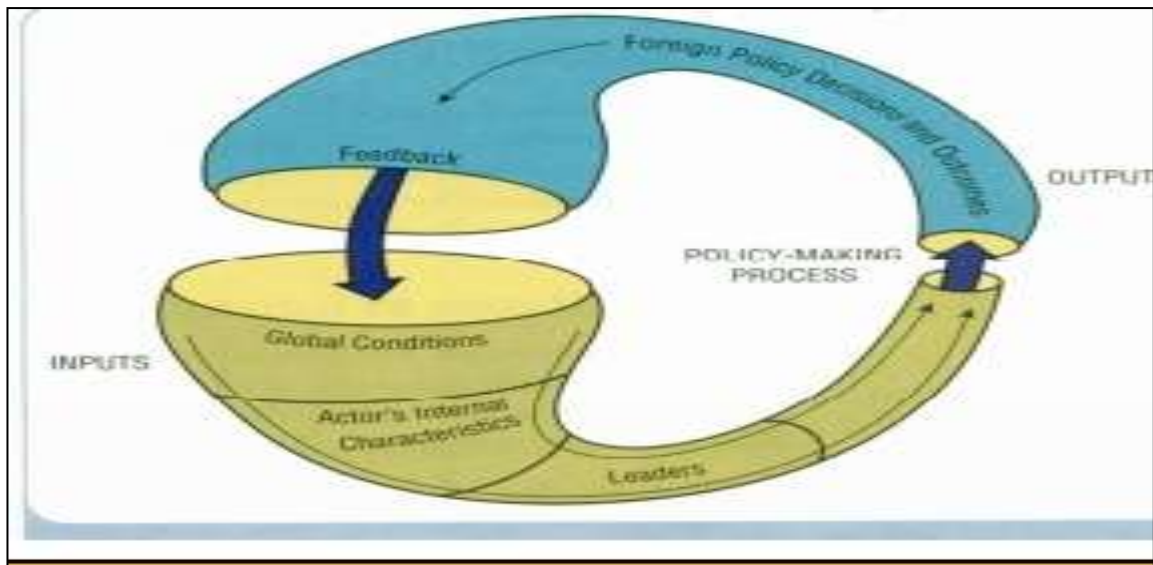 Foreign Policy Decisions and Outcomes
Feedback
OUTPUT
POLICY-MAKING
PROCESS
Global Conditions
INPUTS
Actor's Internal
Characteristics
Leaders